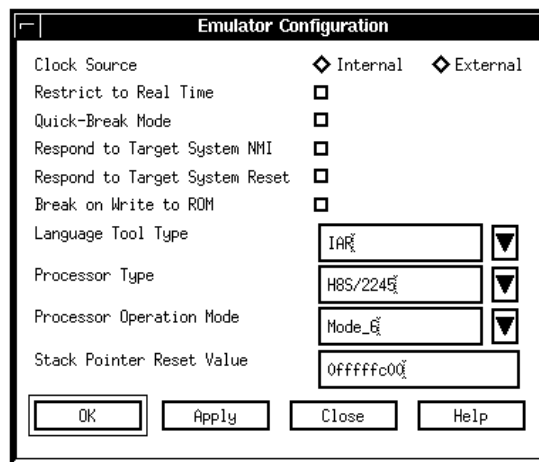 Emulator Configuration
Clock Source Internal External
Restrict to Real Time
Quick-Break Mode
Respond to Target System NMI
Respond to Target System Reset
Break on Write to ROM
Language Tool Type IAR
Processor Type H8S/2245
Processor Operation Mode Mode_6
Stack Pointer Reset Value 0fffffc00
OK Apply Close Help